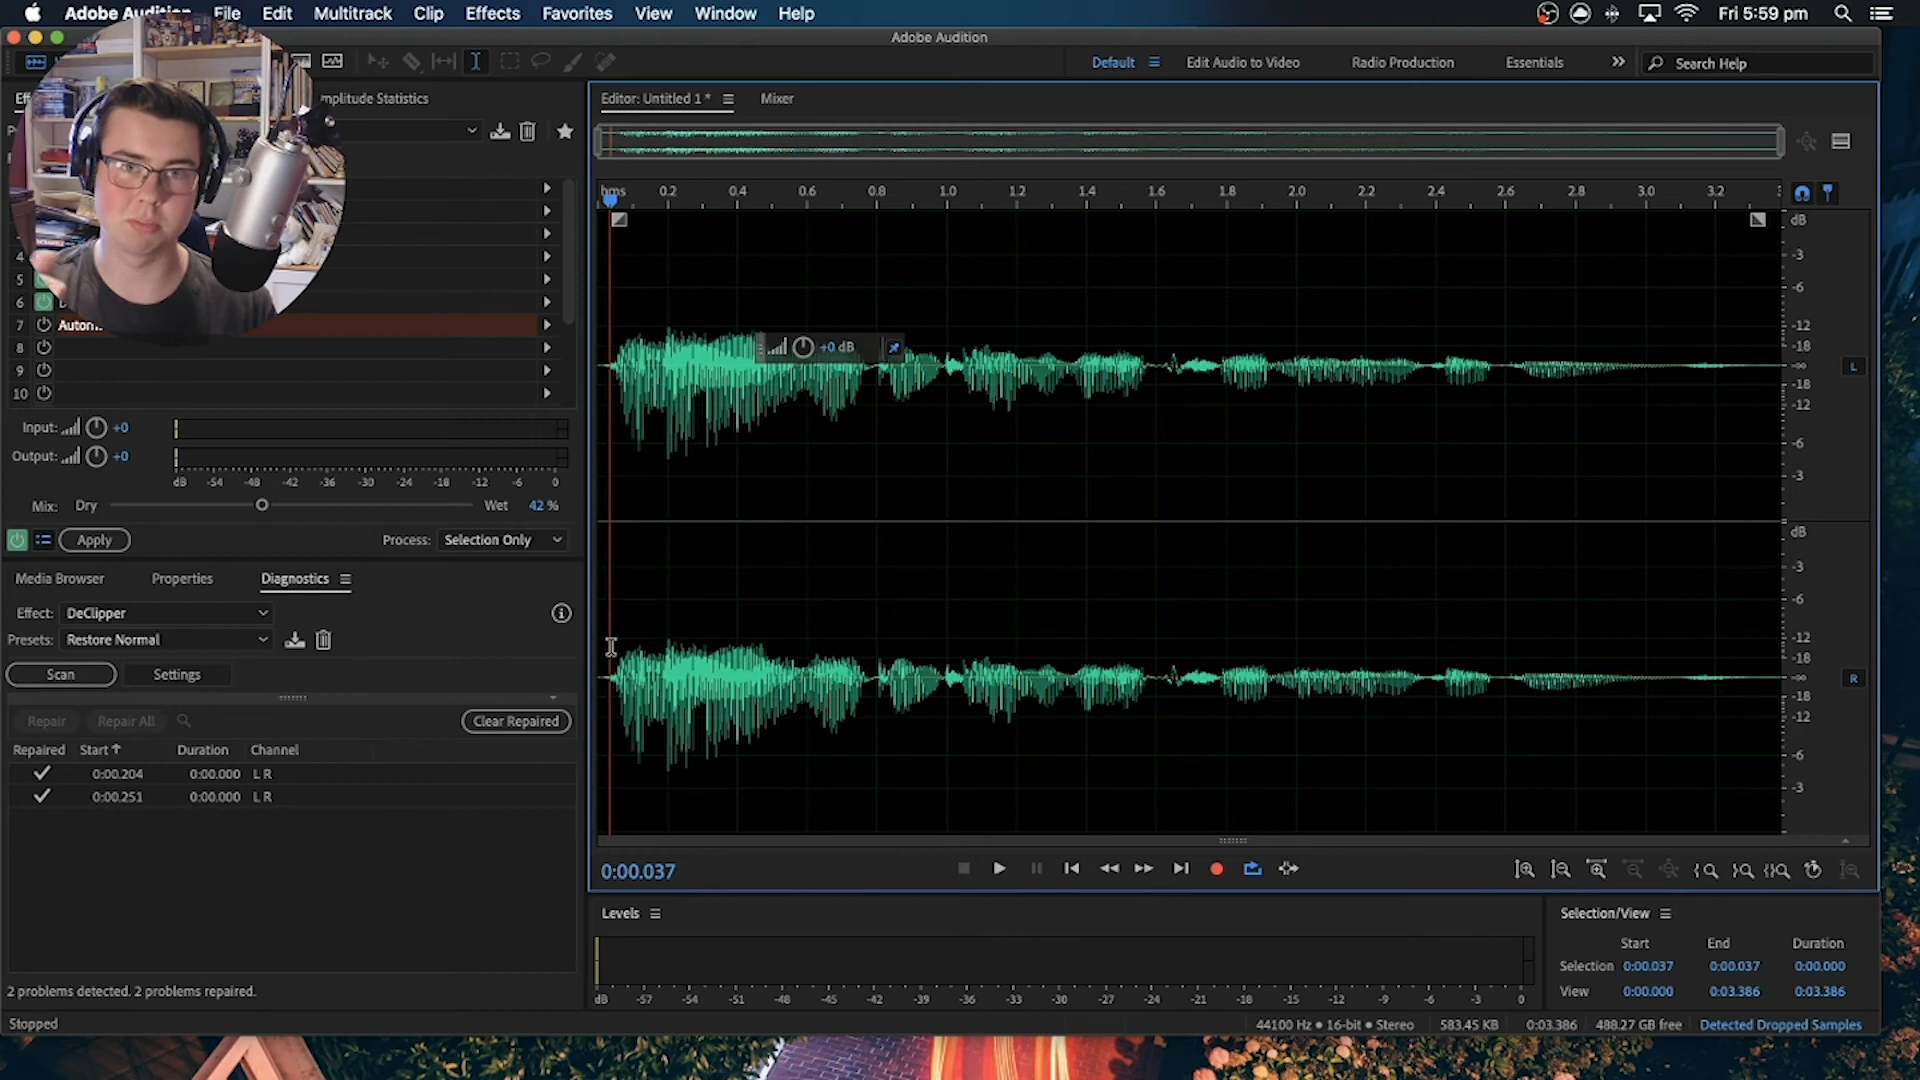 Adobe Audition File Edit Multitrack Clip Effects Favorites View Window Help Fri 5:59 pm
Adobe Audition
Default Edit Audio to Video Radio Production Essentials Search Help
mplitude Statistics Editor: Untitled 1 * Mixer
hms 0.2 0.4 0.6 0.8 1.0 1.2 1.4 1.6 1.8 2.0 2.2 2.4 2.6 2.8 3.0 3.2
dB
-3
-6
-12
-18
-∞
-18
-12
-6
-3
L
+0 dB
4
5
6
7 Autom
8
9
10
Input: +0
Output: +0
dB -54 -48 -42 -36 -30 -24 -18 -12 -6 0
Mix: Dry Wet 42 %
Apply Process: Selection Only
dB
-3
-6
-12
-18
-∞
-18
-12
-6
-3
R
Media Browser Properties Diagnostics
Effect: DeClipper
Presets: Restore Normal
Scan Settings
Repair Repair All Clear Repaired
Repaired Start Duration Channel
0:00.204 0:00.000 L R
0:00.251 0:00.000 L R
2 problems detected. 2 problems repaired.
Stopped
0:00.037
Levels
dB -57 -54 -51 -48 -45 -42 -39 -36 -33 -30 -27 -24 -21 -18 -15 -12 -9 -6 -3 0
Selection/View
Start End Duration
Selection 0:00.037 0:00.037 0:00.000
View 0:00.000 0:03.386 0:03.386
44100 Hz • 16-bit • Stereo 583.45 KB 0:03.386 488.27 GB free Detected Dropped Samples